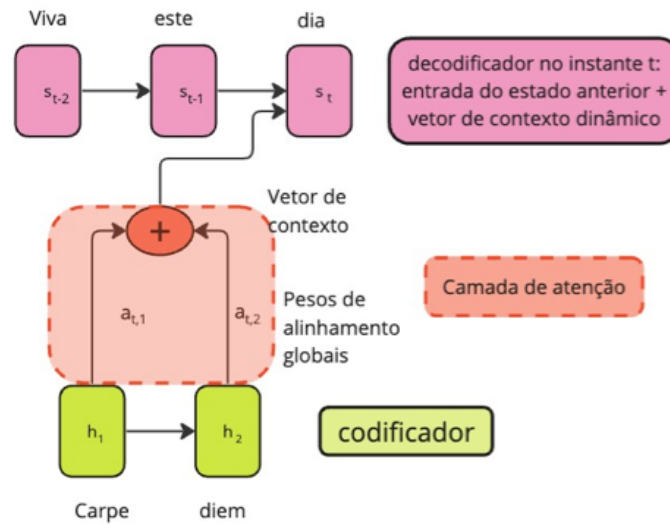 Viva este dia
s t-2 s t-1 s t
decodificador no instante t:
entrada do estado anterior +
vetor de contexto dinâmico
Vetor de
contexto
+
a t,1 a t,2
Pesos de
alinhamento
globais
Camada de atenção
h 1 h 2
codificador
Carpe diem